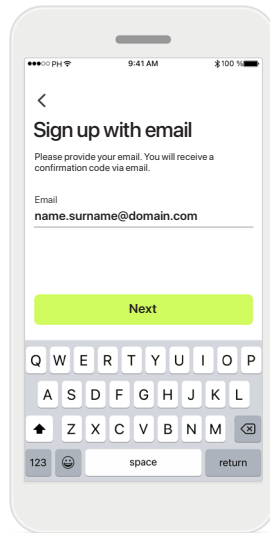 PH 9:41 AM 100 %
Sign up with email
Please provide your email. You will receive a
confirmation code via email.
Email
name.surname@domain.com
Next
Q W E R T Y U I O P
A S D F G H J K L
Z X C V B N M
123 space return